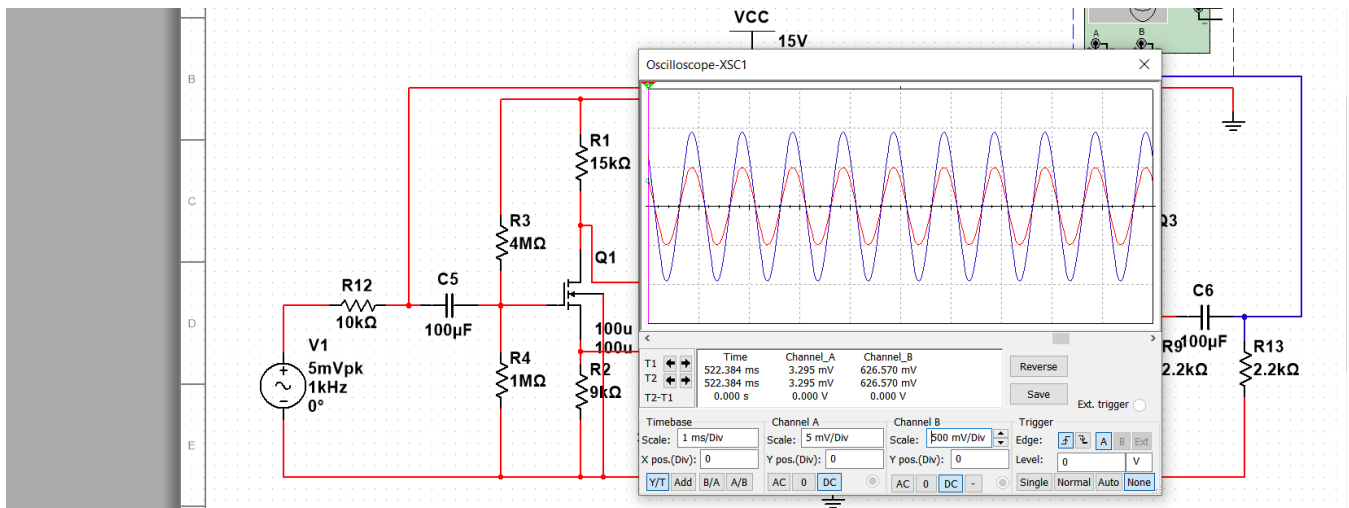 VCC
15V
A
B
Oscilloscope-XSC1
B
R1
15kΩ
C
R3
4MΩ
Q3
Q1
R12
10kΩ
C5
100µF
C6
100µF
D
V1
5mVpk
1kHz
0°
100u
100u
R4
1MΩ
R2
9kΩ
R9
2.2kΩ
R13
2.2kΩ
E
Time Channel_A Channel_B
T1 522.384 ms 3.295 mV 626.570 mV
T2 522.384 ms 3.295 mV 626.570 mV
T2-T1 0.000 s 0.000 V 0.000 V
Reverse
Save
Ext. trigger
Timebase
Scale: 1 ms/Div
X pos.(Div): 0
Y/T Add B/A A/B
Channel A
Scale: 5 mV/Div
Y pos.(Div): 0
AC 0 DC
Channel B
Scale: 500 mV/Div
Y pos.(Div): 0
AC 0 DC -
Trigger
Edge: A B Ext
Level: 0 V
Single Normal Auto None